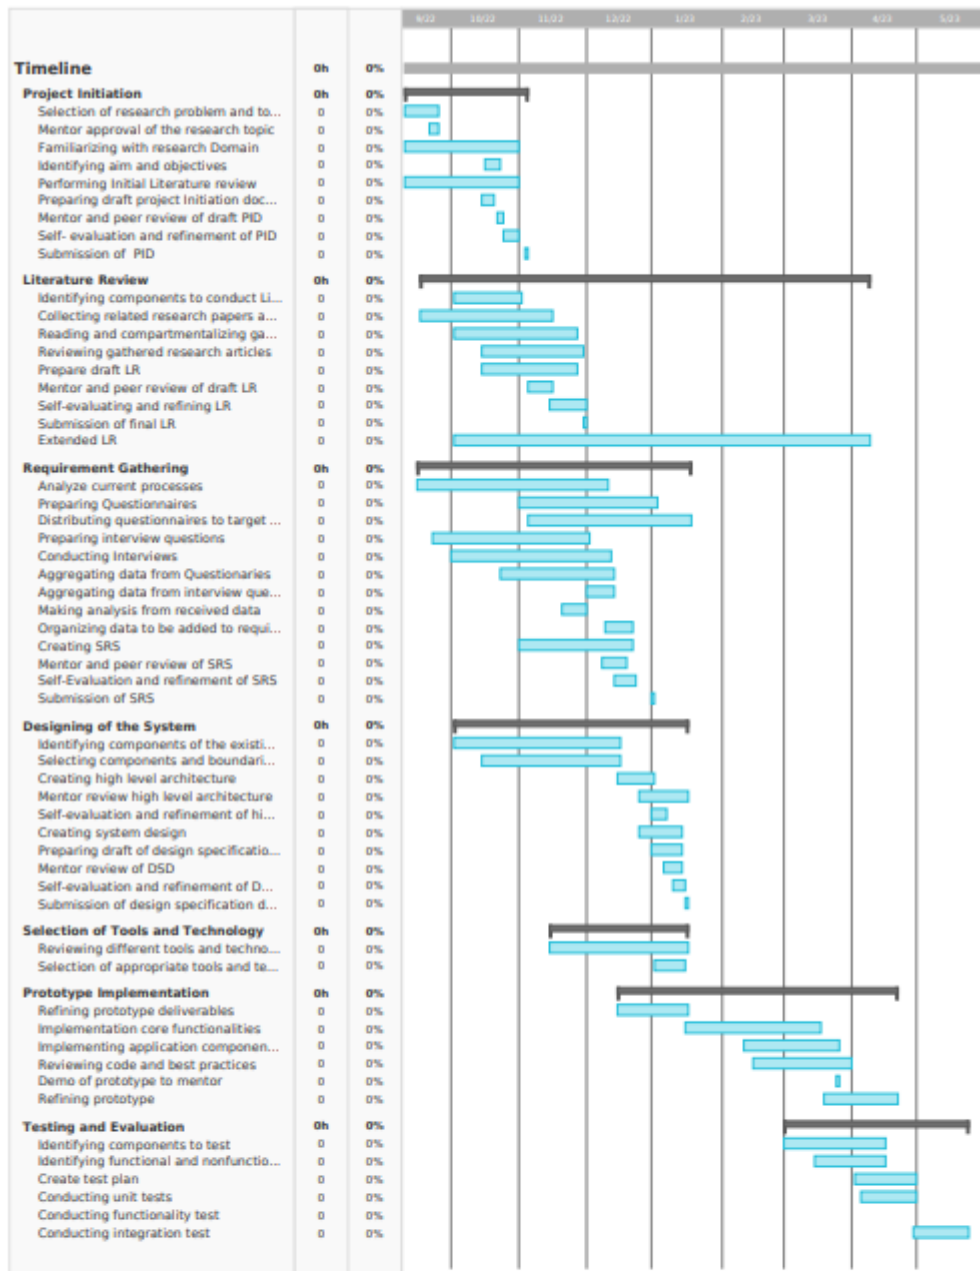 9/22 10/22 11/22 12/22 1/23 2/23 3/23 4/23 5/23
Timeline 0h 0%
Project Initiation 0h 0%
Selection of research problem and to... 0 0%
Mentor approval of the research topic 0 0%
Familiarizing with research Domain 0 0%
Identifying aim and objectives 0 0%
Performing Initial Literature review 0 0%
Preparing draft project Initiation doc... 0 0%
Mentor and peer review of draft PID 0 0%
Self- evaluation and refinement of PID 0 0%
Submission of PID 0 0%
Literature Review 0h 0%
Identifying components to conduct Li... 0 0%
Collecting related research papers a... 0 0%
Reading and compartmentalizing ga... 0 0%
Reviewing gathered research articles 0 0%
Prepare draft LR 0 0%
Mentor and peer review of draft LR 0 0%
Self-evaluating and refining LR 0 0%
Submission of final LR 0 0%
Extended LR 0 0%
Requirement Gathering 0h 0%
Analyze current processes 0 0%
Preparing Questionnaires 0 0%
Distributing questionnaires to target ... 0 0%
Preparing interview questions 0 0%
Conducting Interviews 0 0%
Aggregating data from Questionaries 0 0%
Aggregating data from interview que... 0 0%
Making analysis from received data 0 0%
Organizing data to be added to requi... 0 0%
Creating SRS 0 0%
Mentor and peer review of SRS 0 0%
Self-Evaluation and refinement of SRS 0 0%
Submission of SRS 0 0%
Designing of the System 0h 0%
Identifying components of the existi... 0 0%
Selecting components and boundari... 0 0%
Creating high level architecture 0 0%
Mentor review high level architecture 0 0%
Self-evaluation and refinement of hi... 0 0%
Creating system design 0 0%
Preparing draft of design specificatio... 0 0%
Mentor review of DSD 0 0%
Self-evaluation and refinement of D... 0 0%
Submission of design specification d... 0 0%
Selection of Tools and Technology 0h 0%
Reviewing different tools and techno... 0 0%
Selection of appropriate tools and te... 0 0%
Prototype Implementation 0h 0%
Refining prototype deliverables 0 0%
Implementation core functionalities 0 0%
Implementing application componen... 0 0%
Reviewing code and best practices 0 0%
Demo of prototype to mentor 0 0%
Refining prototype 0 0%
Testing and Evaluation 0h 0%
Identifying components to test 0 0%
Identifying functional and nonfunctio... 0 0%
Create test plan 0 0%
Conducting unit tests 0 0%
Conducting functionality test 0 0%
Conducting integration test 0 0%